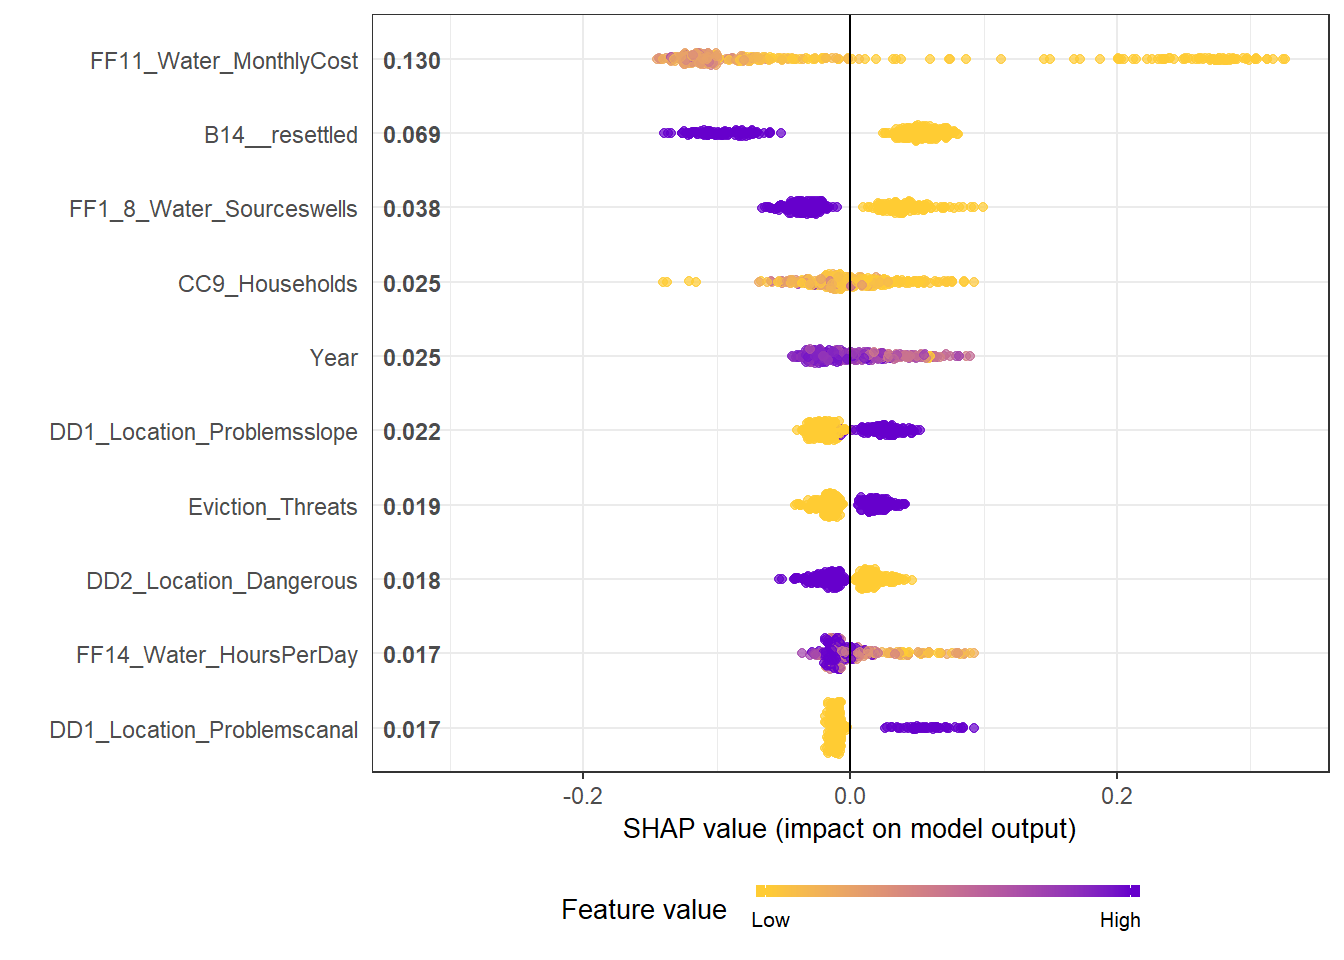 FF11_Water_MonthlyCost 0.130
B14__resettled 0.069
FF1_8_Water_Sourceswells 0.038
CC9_Households 0.025
Year 0.025
DD1_Location_Problemsslope 0.022
Eviction_Threats 0.019
DD2_Location_Dangerous 0.018
FF14_Water_HoursPerDay 0.017
DD1_Location_Problemscanal 0.017
-0.2 0.0 0.2
SHAP value (impact on model output)
Feature value
Low High